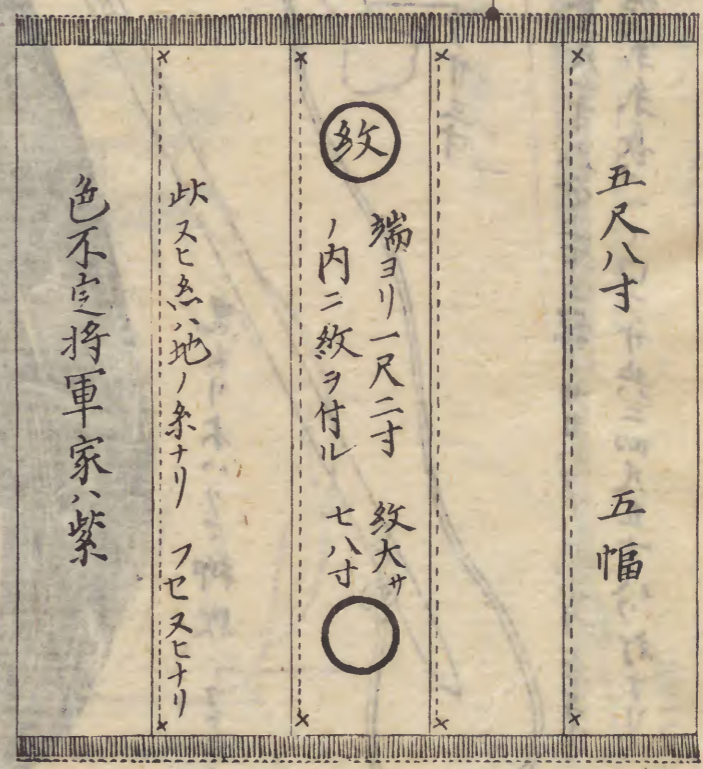 五尺八寸　五幅
紋
端ヨリ一尺二寸
ノ内ニ紋ヲ付ル
紋大サ
七八寸
此ヌヒ糸ハ地ノ糸ナリ　フセヌヒナリ
色不定将軍家ハ紫